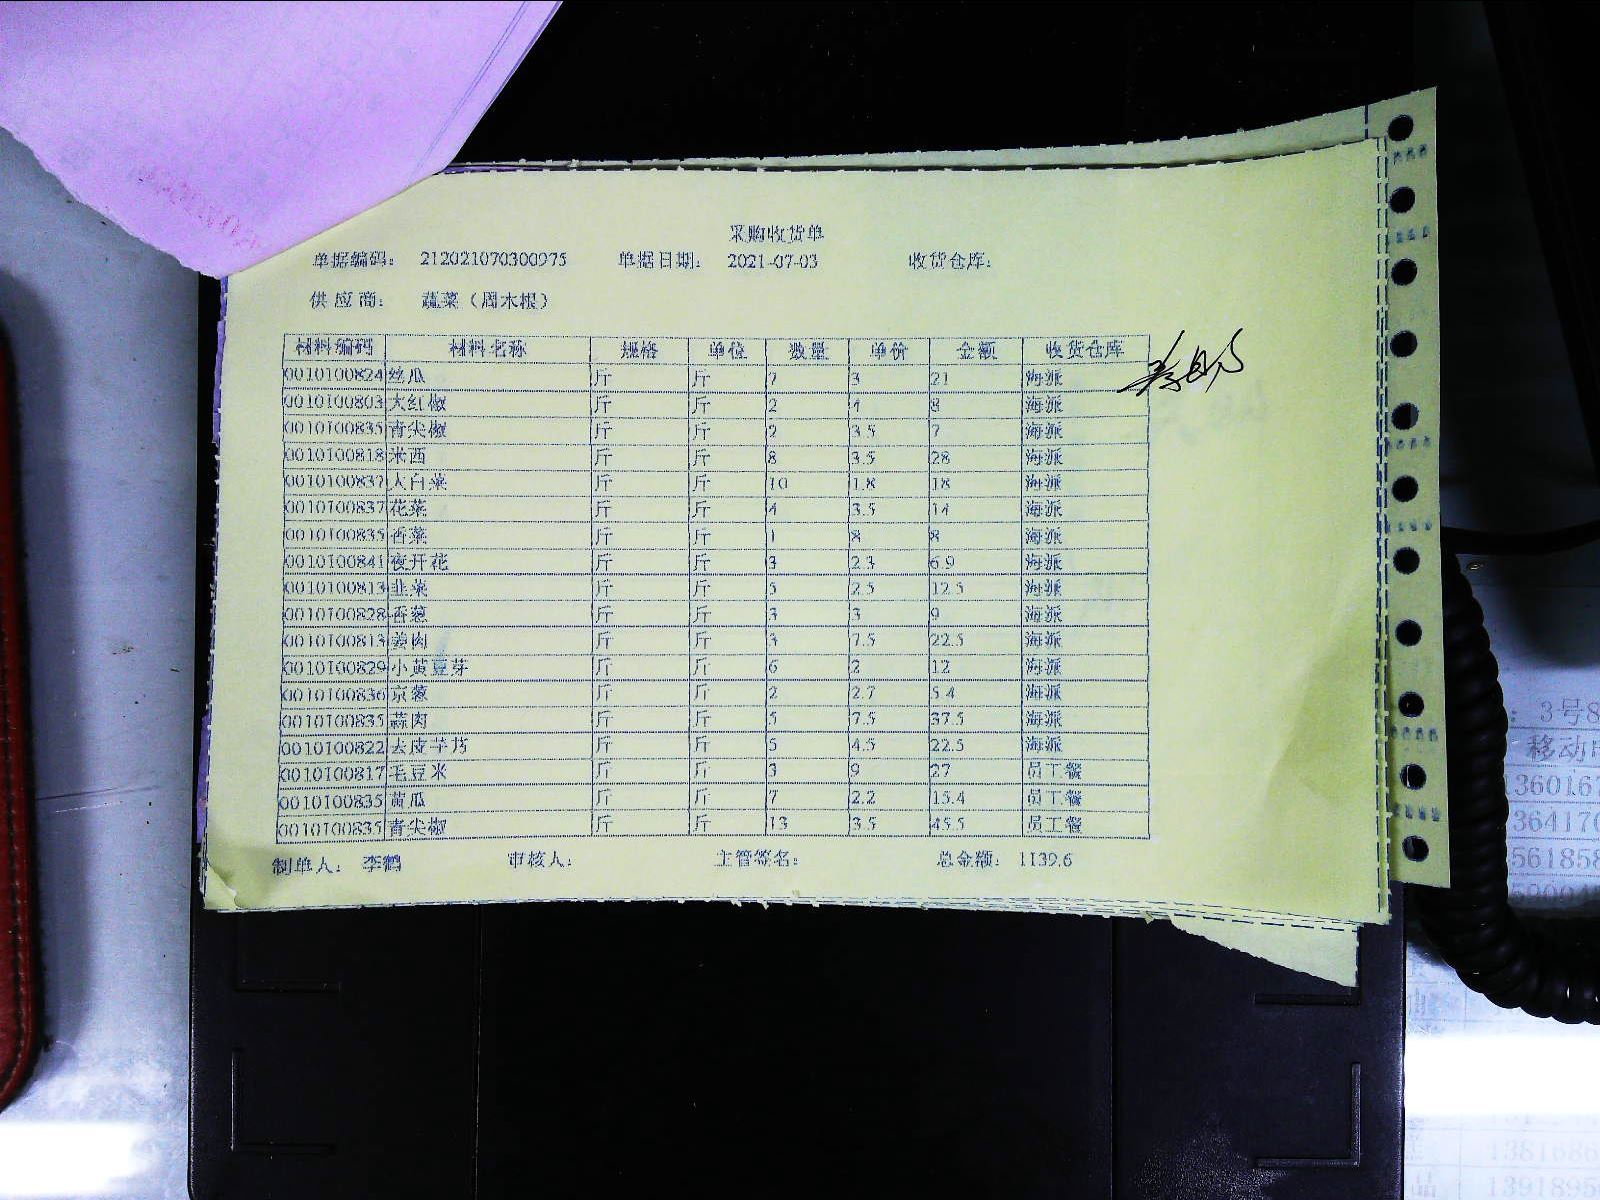 采购收货单
单据编码: 212021070300975 单据日期: 2021-07-03 收货仓库:
供应商: 蔬菜(周木根)
材料编码 材料名称 规格 单位 数量 单价 金额 收货仓库
0010100824 丝瓜 斤 斤 7 3 21 海派
0010100803 大红椒 斤 斤 2 4 8 海派
0010100835 青尖椒 斤 斤 2 3.5 7 海派
0010100818 米西 斤 斤 8 3.5 28 海派
0010100837 大白菜 斤 斤 10 1.8 18 海派
0010100837 花菜 斤 斤 4 3.5 14 海派
0010100835 香菜 斤 斤 1 8 8 海派
0010100841 夜开花 斤 斤 3 2.3 6.9 海派
0010100813 韭菜 斤 斤 5 2.5 12.5 海派
0010100828 香葱 斤 斤 3 3 9 海派
0010100813 姜肉 斤 斤 3 7.5 22.5 海派
0010100829 小黄豆芽 斤 斤 6 2 12 海派
0010100836 京葱 斤 斤 2 2.7 5.4 海派
0010100835 蒜肉 斤 斤 5 7.5 37.5 海派
0010100822 去皮芋艿 斤 斤 5 4.5 22.5 海派
0010100817 毛豆米 斤 斤 3 9 27 员工餐
0010100835 黄瓜 斤 斤 7 2.2 15.4 员工餐
0010100835 青尖椒 斤 斤 13 3.5 45.5 员工餐
制单人: 李鹤 审核人: 主管签名: 总金额: 1139.6
: 3号8
移动
136016
364170
561858
1381686
品 1391895